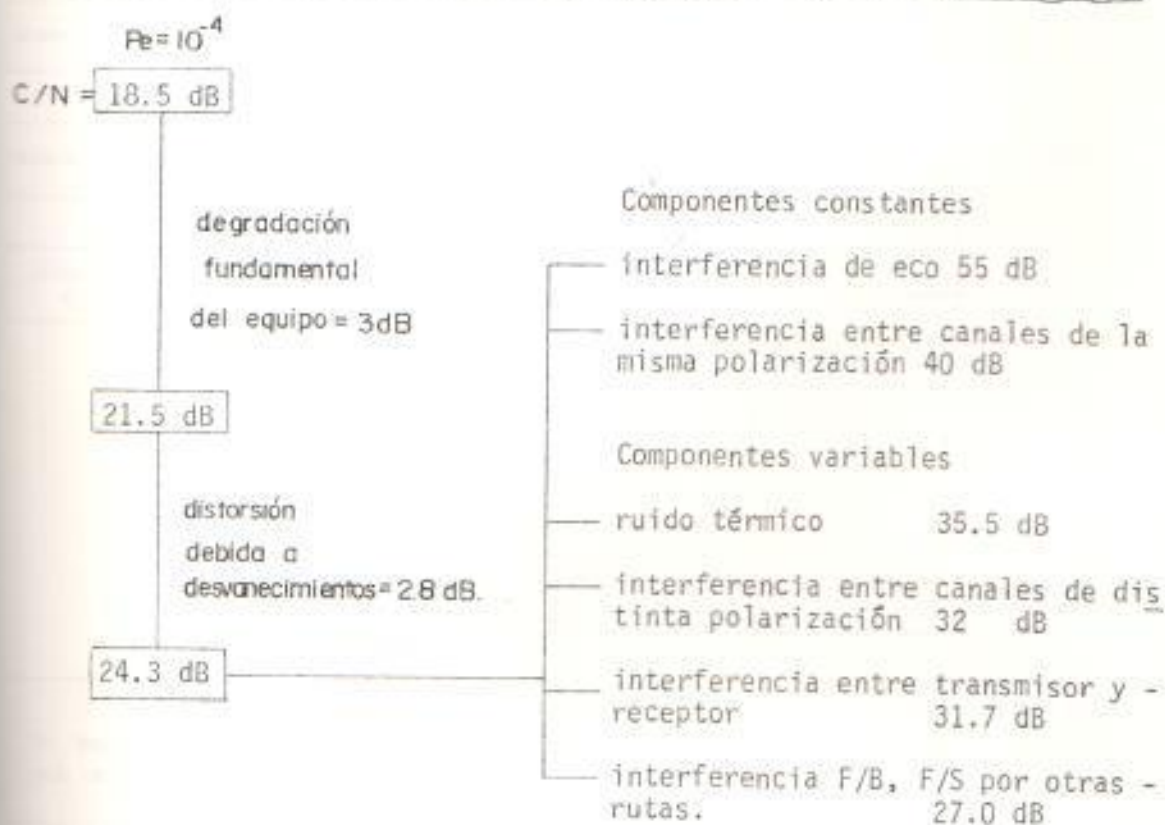 Pe = 10⁻⁴
C/N = 18.5 dB
degradación
fundamental
del equipo = 3dB
21.5 dB
distorsión
debida a
desvanecimientos = 2.8 dB.
24.3 dB
Componentes constantes
interferencia de eco 55 dB
interferencia entre canales de la
misma polarización 40 dB
Componentes variables
ruido térmico 35.5 dB
interferencia entre canales de dis
tinta polarización 32 dB
interferencia entre transmisor y -
receptor 31.7 dB
interferencia F/B, F/S por otras -
rutas. 27.0 dB